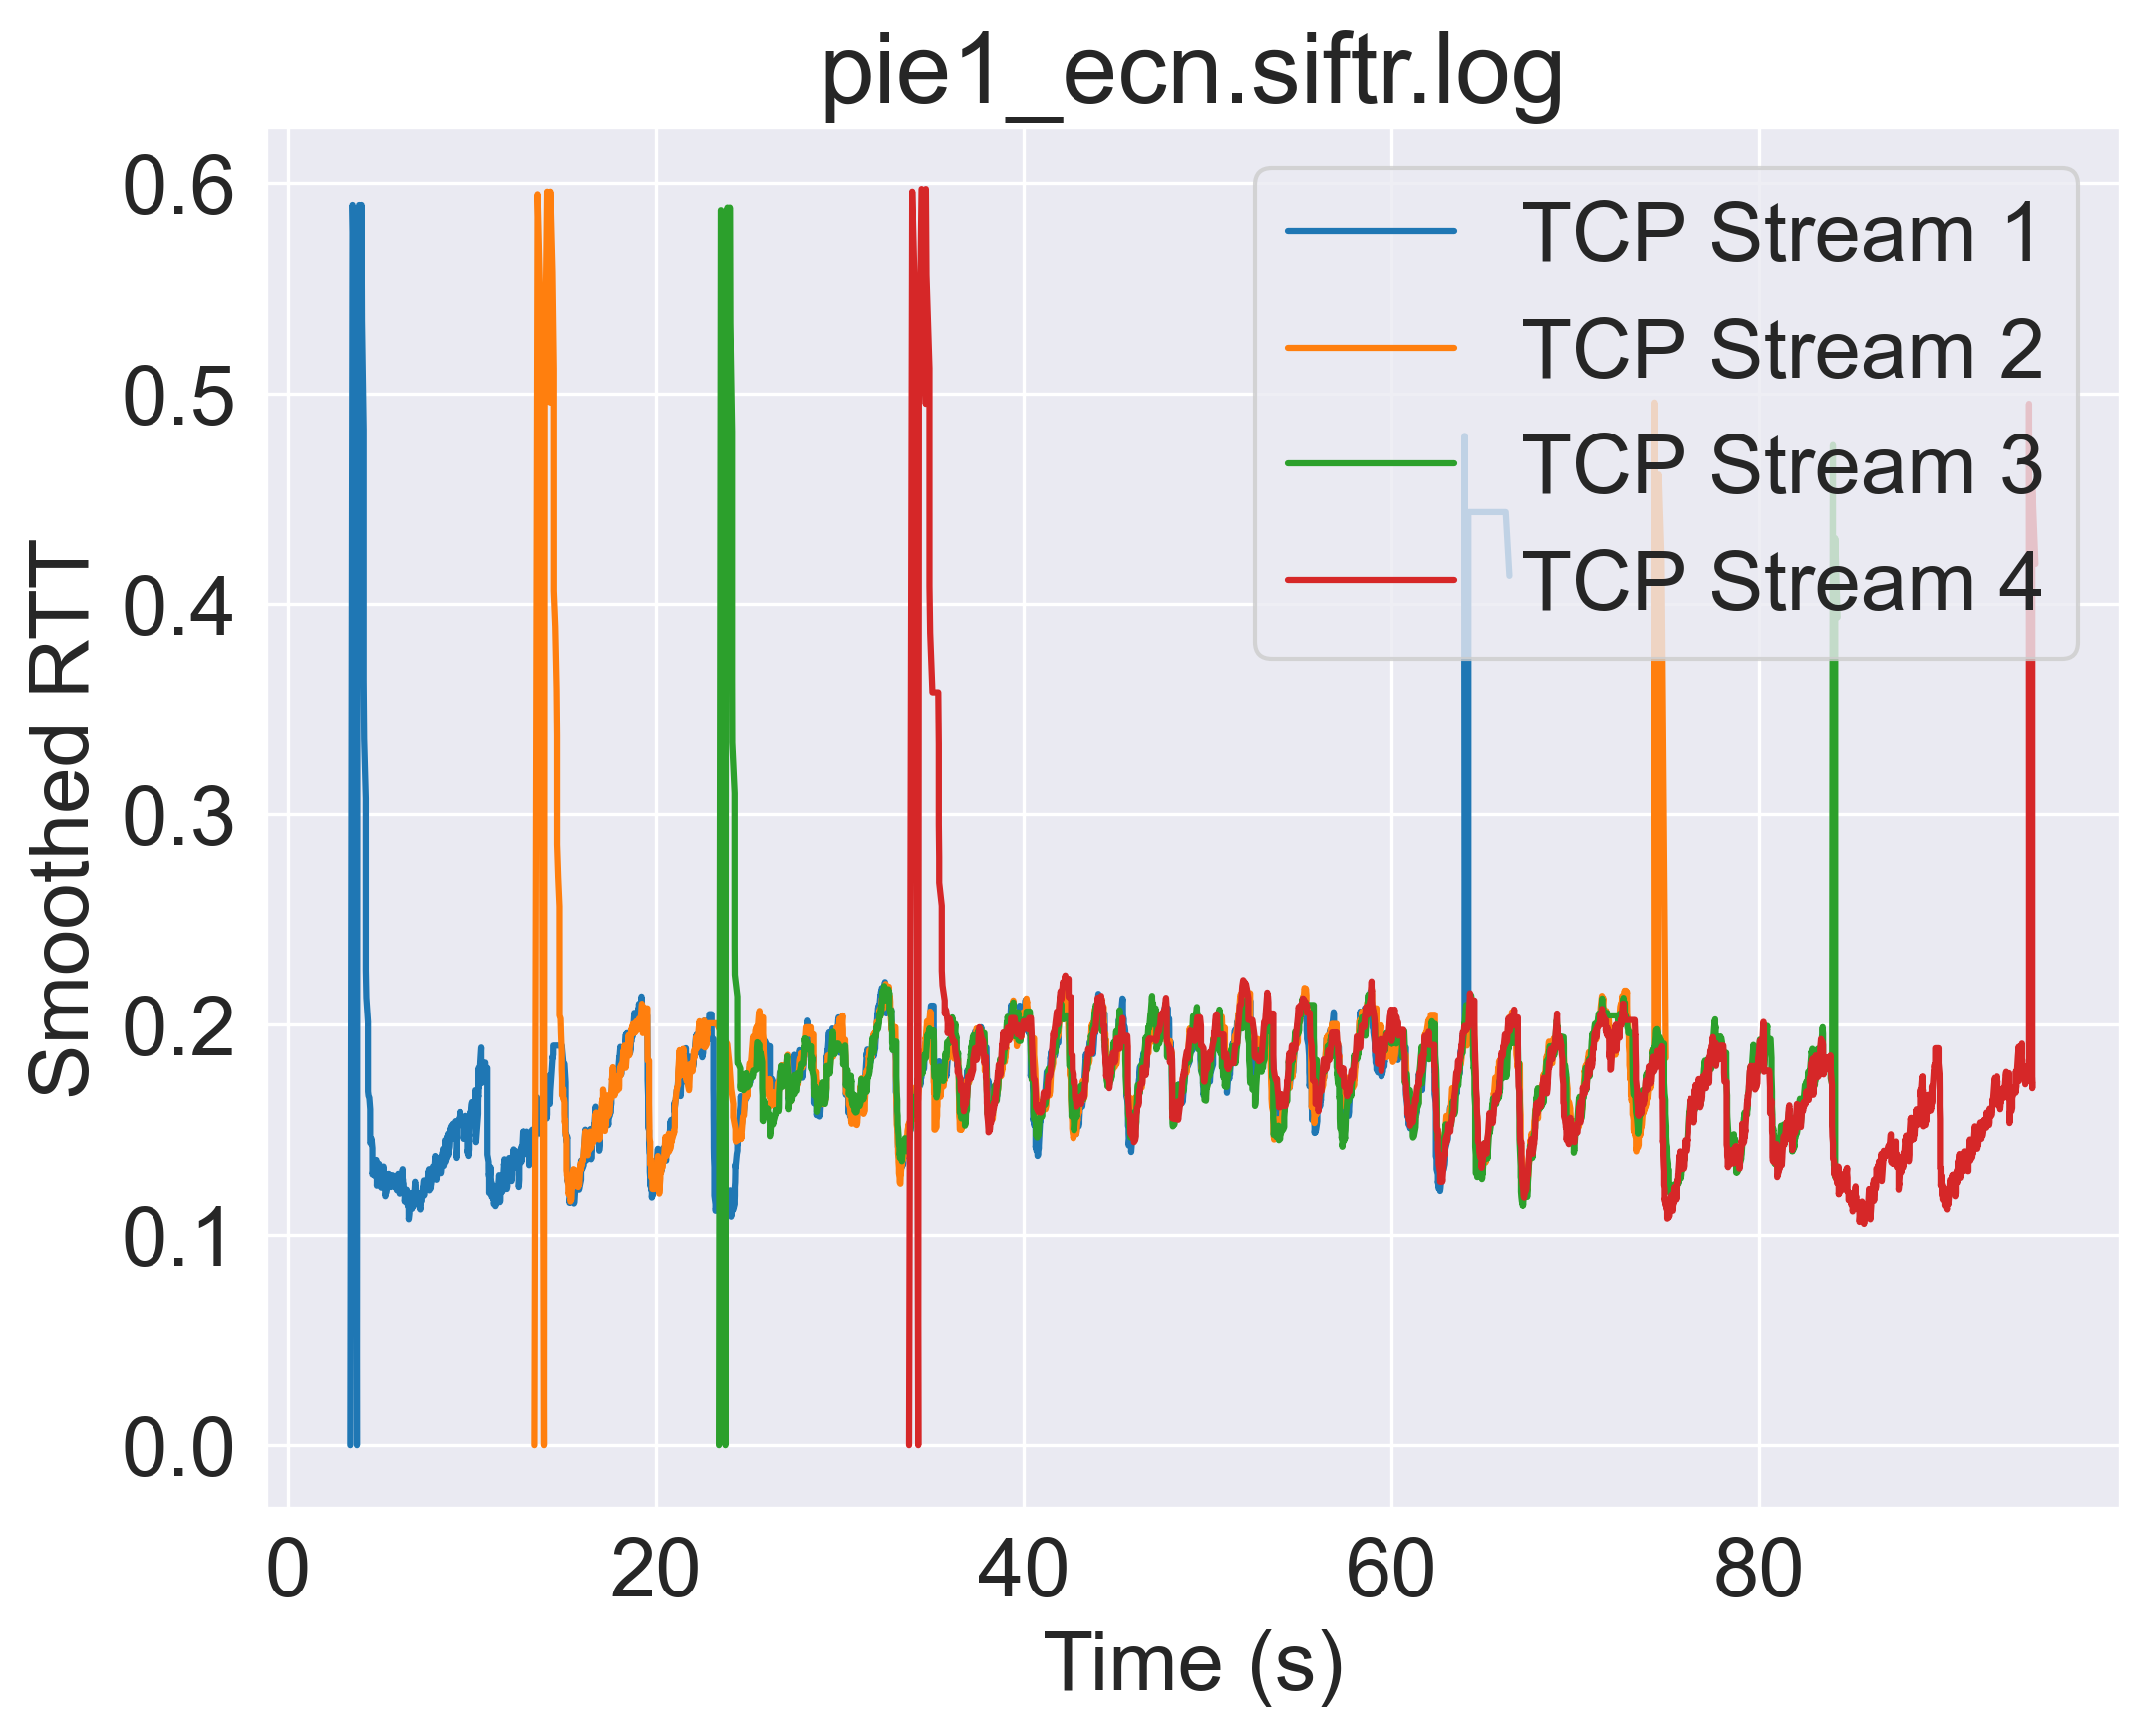 pie1_ecn.siftr.log
0.6
0.5
0.4
0.3
0.2
0.1
0.0
Smoothed RTT
TCP Stream 1
TCP Stream 2
TCP Stream 3
TCP Stream 4
0 20 40 60 80
Time (s)